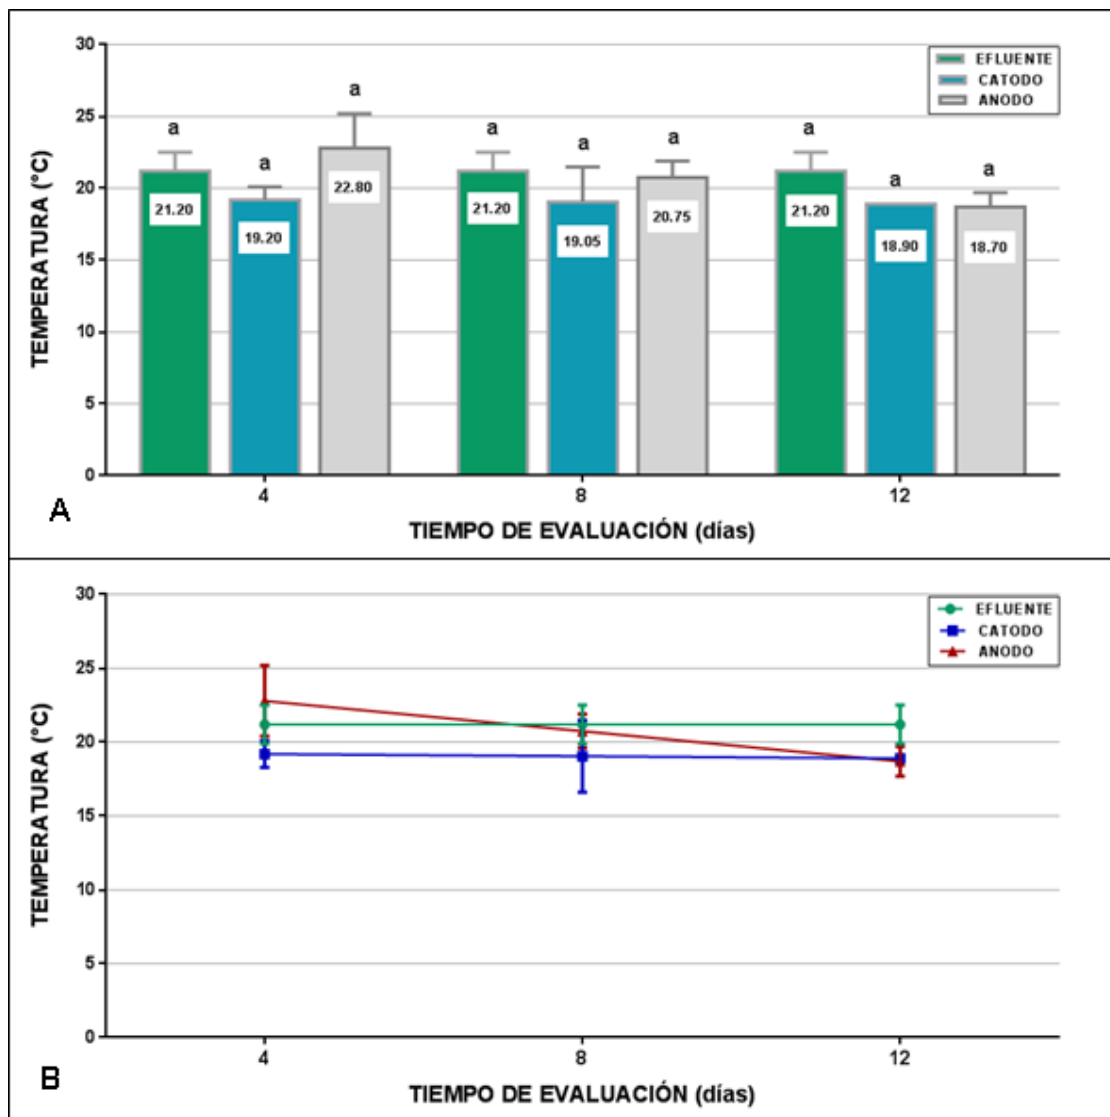 30
25
20
15
10
5
0
TEMPERATURA (°C)
EFLUENTE
CATODO
ANODO
a a a a a a a a a
21.20 19.20 22.80 21.20 19.05 20.75 21.20 18.90 18.70
4 8 12
A
TIEMPO DE EVALUACIÓN (días)
30
25
20
15
10
5
0
TEMPERATURA (°C)
EFLUENTE
CATODO
ANODO
4 8 12
B
TIEMPO DE EVALUACIÓN (días)